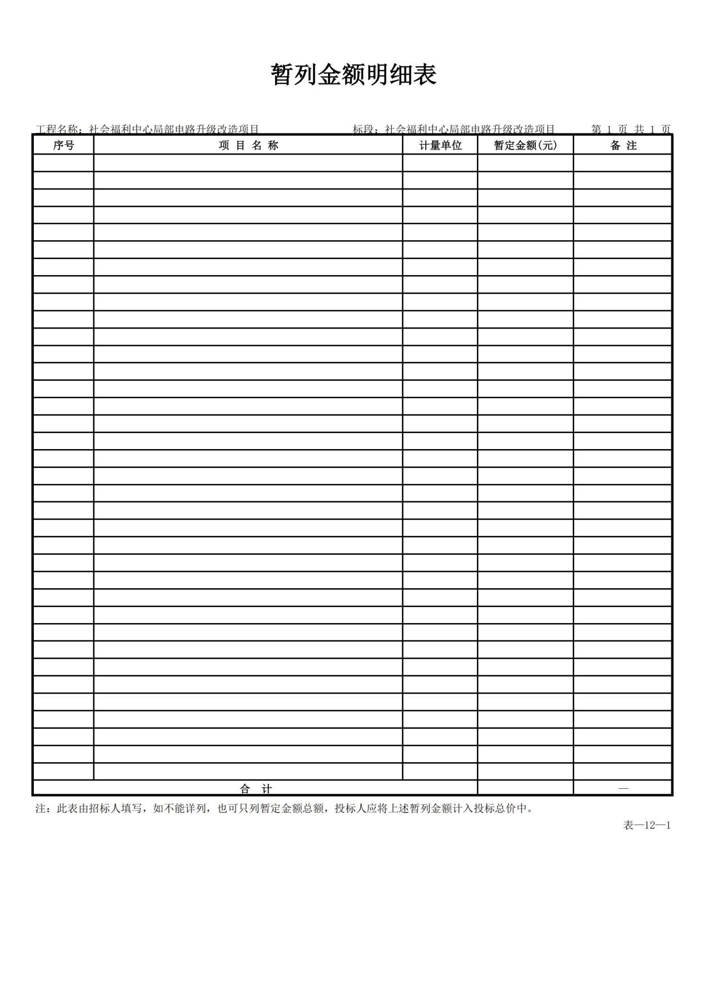 暂列金额明细表
工程名称：社会福利中心局部电路升级改造项目 标段：社会福利中心局部电路升级改造项目 第 1 页 共 1 页
序号 项 目 名 称 计量单位 暂定金额(元) 备 注
合 计 —
注：此表由招标人填写，如不能详列，也可只列暂定金额总额，投标人应将上述暂列金额计入投标总价中。
表—12—1